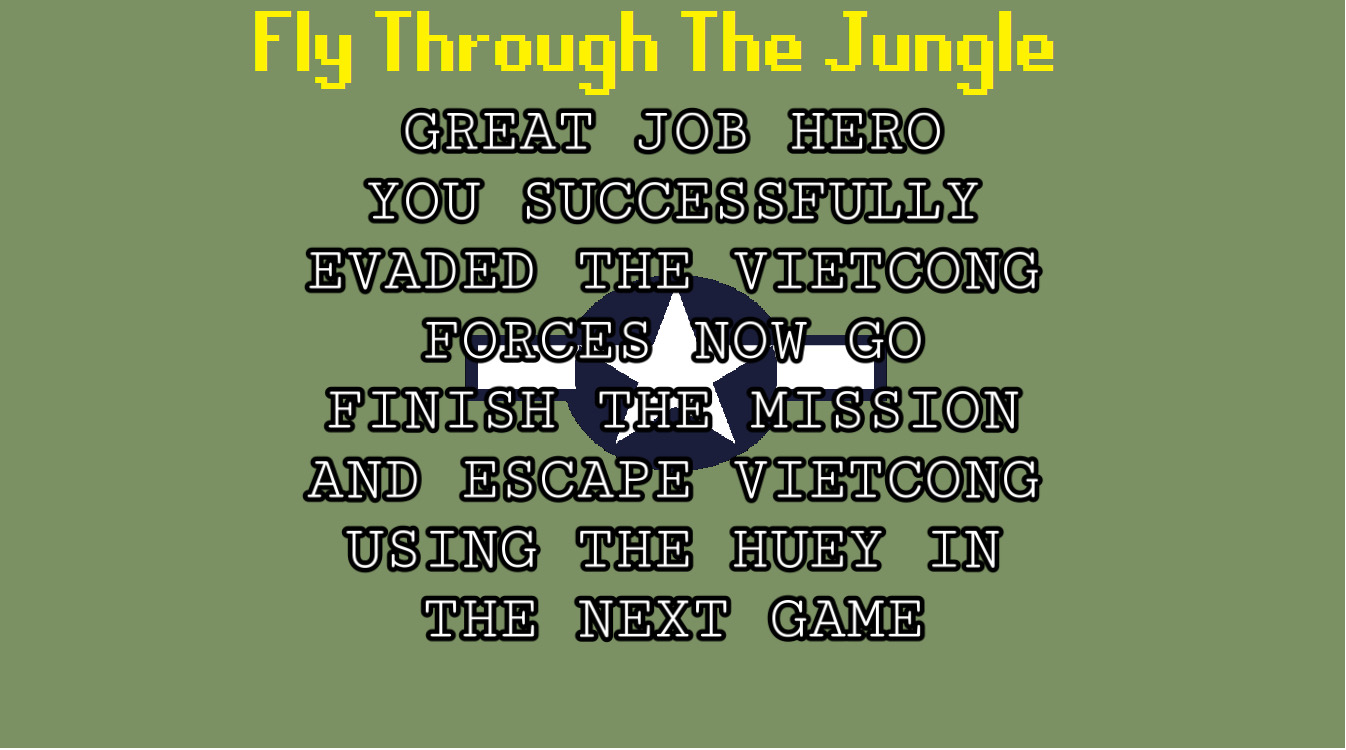 Fly Through The Jungle
GREAT JOB HERO
YOU SUCCESSFULLY
EVADED THE VIETCONG
FORCES NOW GO
FINISH THE MISSION
AND ESCAPE VIETCONG
USING THE HUEY IN
THE NEXT GAME